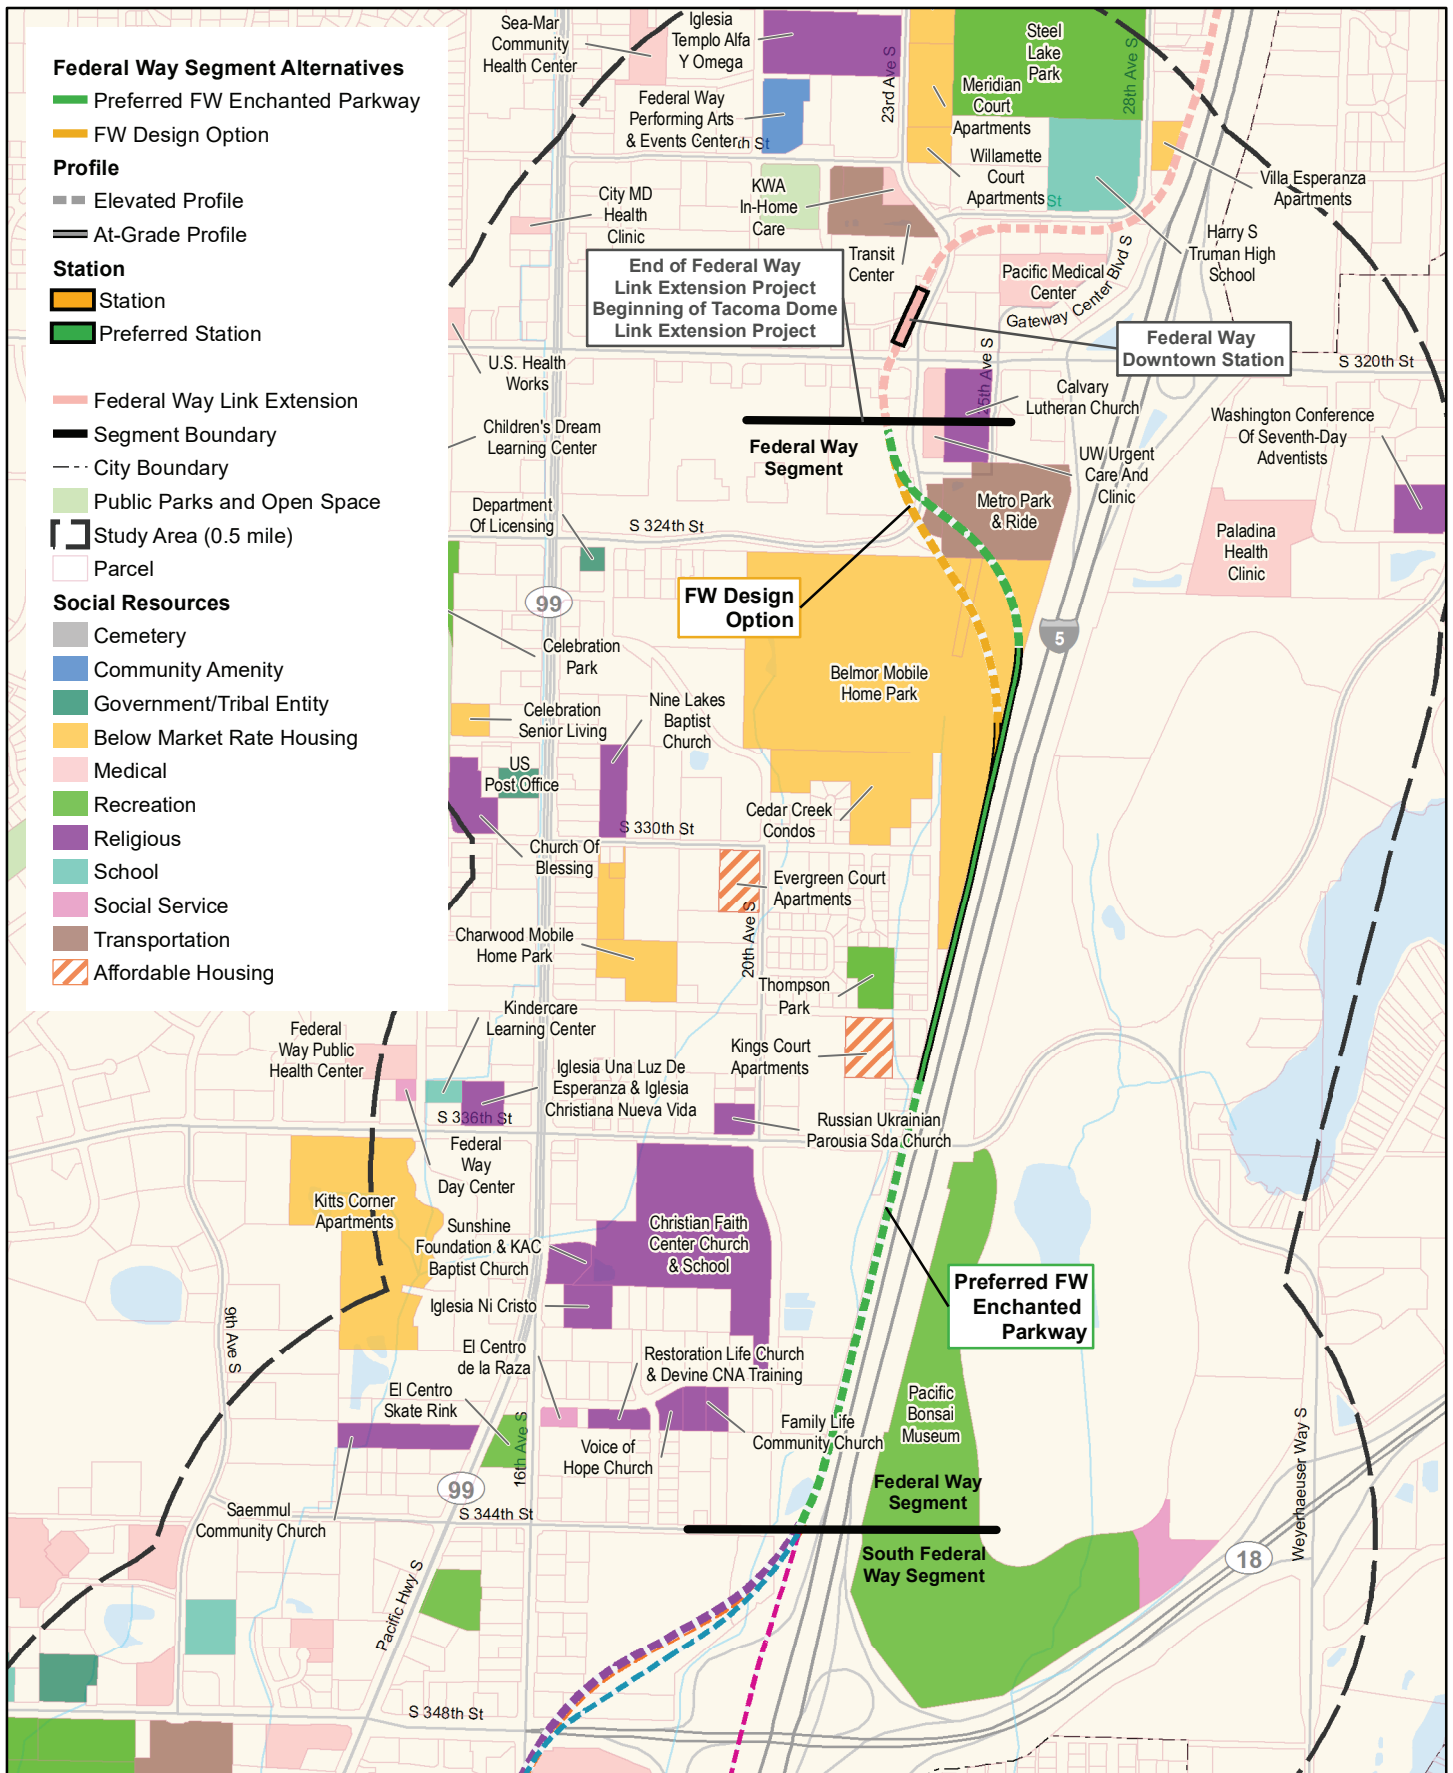 Federal Way Segment Alternatives
Preferred FW Enchanted Parkway
FW Design Option
Profile
Elevated Profile
At-Grade Profile
Station
Station
Preferred Station
Federal Way Link Extension
Segment Boundary
City Boundary
Public Parks and Open Space
Study Area (0.5 mile)
Parcel
Social Resources
Cemetery
Community Amenity
Government/Tribal Entity
Below Market Rate Housing
Medical
Recreation
Religious
School
Social Service
Transportation
Affordable Housing
Sea-Mar
Community
Health Center
Iglesia
Templo Alfa
Y Omega
23rd Ave S
Steel
Lake
Park
28th Ave S
Meridian
Court
Apartments
Federal Way
Performing Arts
& Events Center
th St
Willamette
Court
Apartments
St
Villa Esperanza
Apartments
City MD
Health
Clinic
KWA
In-Home
Care
Transit
Center
Harry S
Truman High
School
Pacific Medical
Center
Gateway Center Blvd S
End of Federal Way
Link Extension Project
Beginning of Tacoma Dome
Link Extension Project
Federal Way
Downtown Station
S 320th St
U.S. Health
Works
25th Ave S
Calvary
Lutheran Church
Washington Conference
Of Seventh-Day
Adventists
Children's Dream
Learning Center
Federal Way
Segment
UW Urgent
Care And
Clinic
Department
Of Licensing
S 324th St
Metro Park
& Ride
Paladina
Health
Clinic
99
FW Design
Option
5
Celebration
Park
Belmor Mobile
Home Park
Nine Lakes
Baptist
Church
Celebration
Senior Living
US
Post Office
Cedar Creek
Condos
S 330th St
Church Of
Blessing
Evergreen Court
Apartments
20th Ave S
Charwood Mobile
Home Park
Thompson
Park
Kindercare
Learning Center
Federal
Way Public
Health Center
Kings Court
Apartments
Iglesia Una Luz De
Esperanza & Iglesia
Christiana Nueva Vida
S 336th St
Russian Ukrainian
Parousia Sda Church
Federal
Way
Day Center
Kitts Corner
Apartments
Sunshine
Foundation & KAC
Baptist Church
Christian Faith
Center Church
& School
Preferred FW
Enchanted
Parkway
Iglesia Ni Cristo
9th Ave S
El Centro
de la Raza
Restoration Life Church
& Devine CNA Training
El Centro
Skate Rink
Pacific
Bonsai
Museum
16th Ave S
Voice of
Hope Church
Family Life
Community Church
Weyerhaeuser Way S
99
Federal Way
Segment
Saemmul
Community Church
S 344th St
South Federal
Way Segment
18
Pacific Hwy S
S 348th St